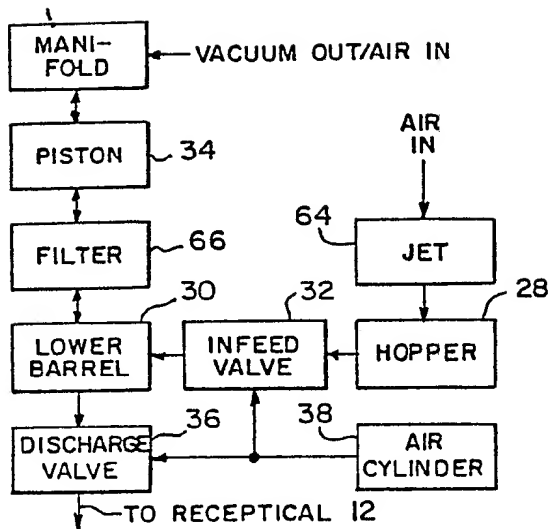 MANI-
FOLD
VACUUM OUT/AIR IN
PISTON
34
AIR
IN
FILTER
66
64
JET
30
32
28
LOWER
BARREL
INFEED
VALVE
HOPPER
36
38
DISCHARGE
VALVE
AIR
CYLINDER
TO RECEPTICAL 12